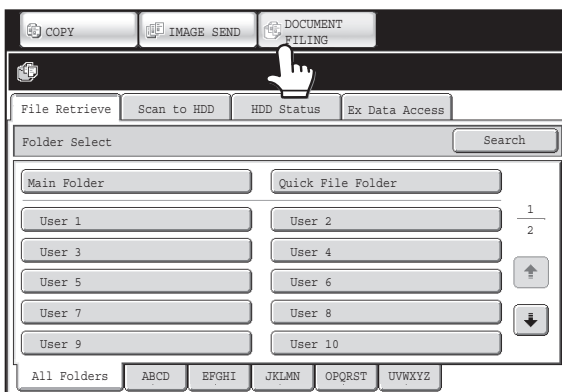 COPY
IMAGE SEND
DOCUMENT
FILING
File Retrieve
Scan to HDD
HDD Status
Ex Data Access
Folder Select
Search
Main Folder
Quick File Folder
User 1
User 2
1
2
User 3
User 4
User 5
User 6
User 7
User 8
User 9
User 10
All Folders
ABCD
EFGHI
JKLMN
OPQRST
UVWXYZ